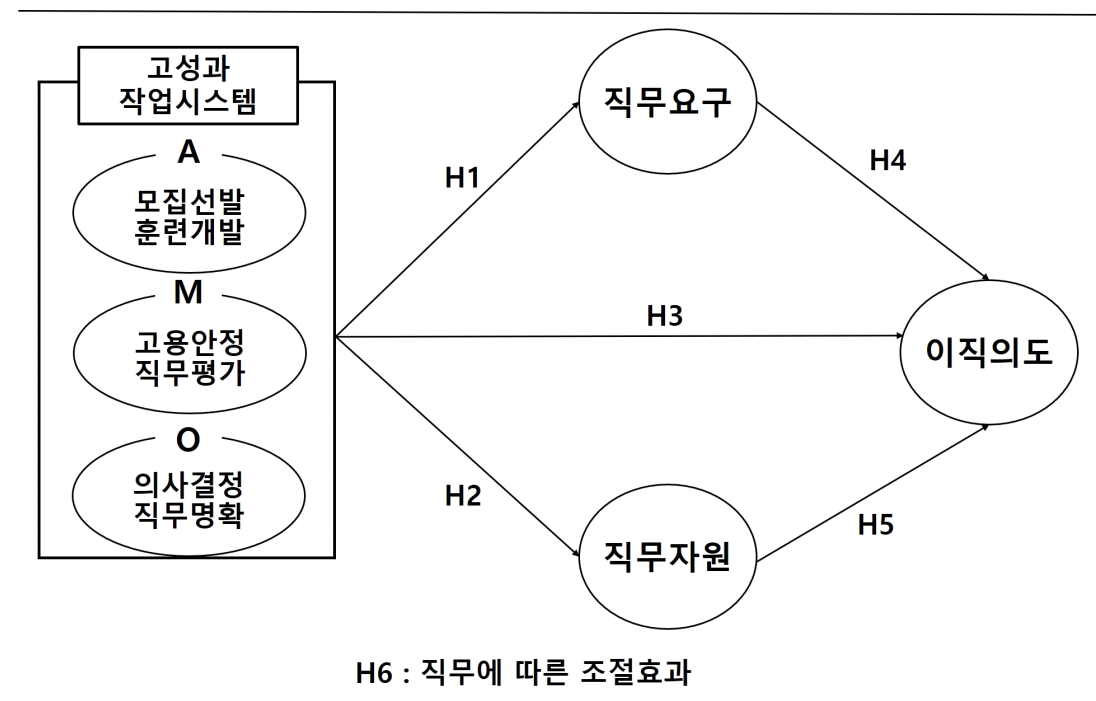 고성과
작업시스템
A
모집선발
훈련개발
M
고용안정
직무평가
O
의사결정
직무명확
H1
H2
H3
직무요구
직무자원
H4
H5
이직의도
H6 : 직무에 따른 조절효과